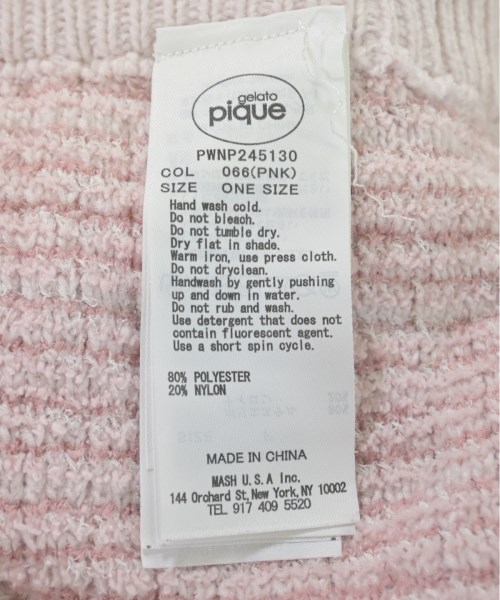 gelato
pique
PWNP245130
COL 066(PNK)
SIZE ONE SIZE
Hand wash cold.
Do not bleach.
Do not tumble dry.
Dry flat in shade.
Warm iron, use press cloth.
Do not dryclean.
Handwash by gently pushing
up and down in water.
Do not rub and wash.
Use detergent that does not
contain fluorescent agent.
Use a short spin cycle.
80% POLYESTER
20% NYLON
MADE IN CHINA
MASH U.S.A Inc.
144 Orchard St, New York, NY 10002
TEL 917 409 5520